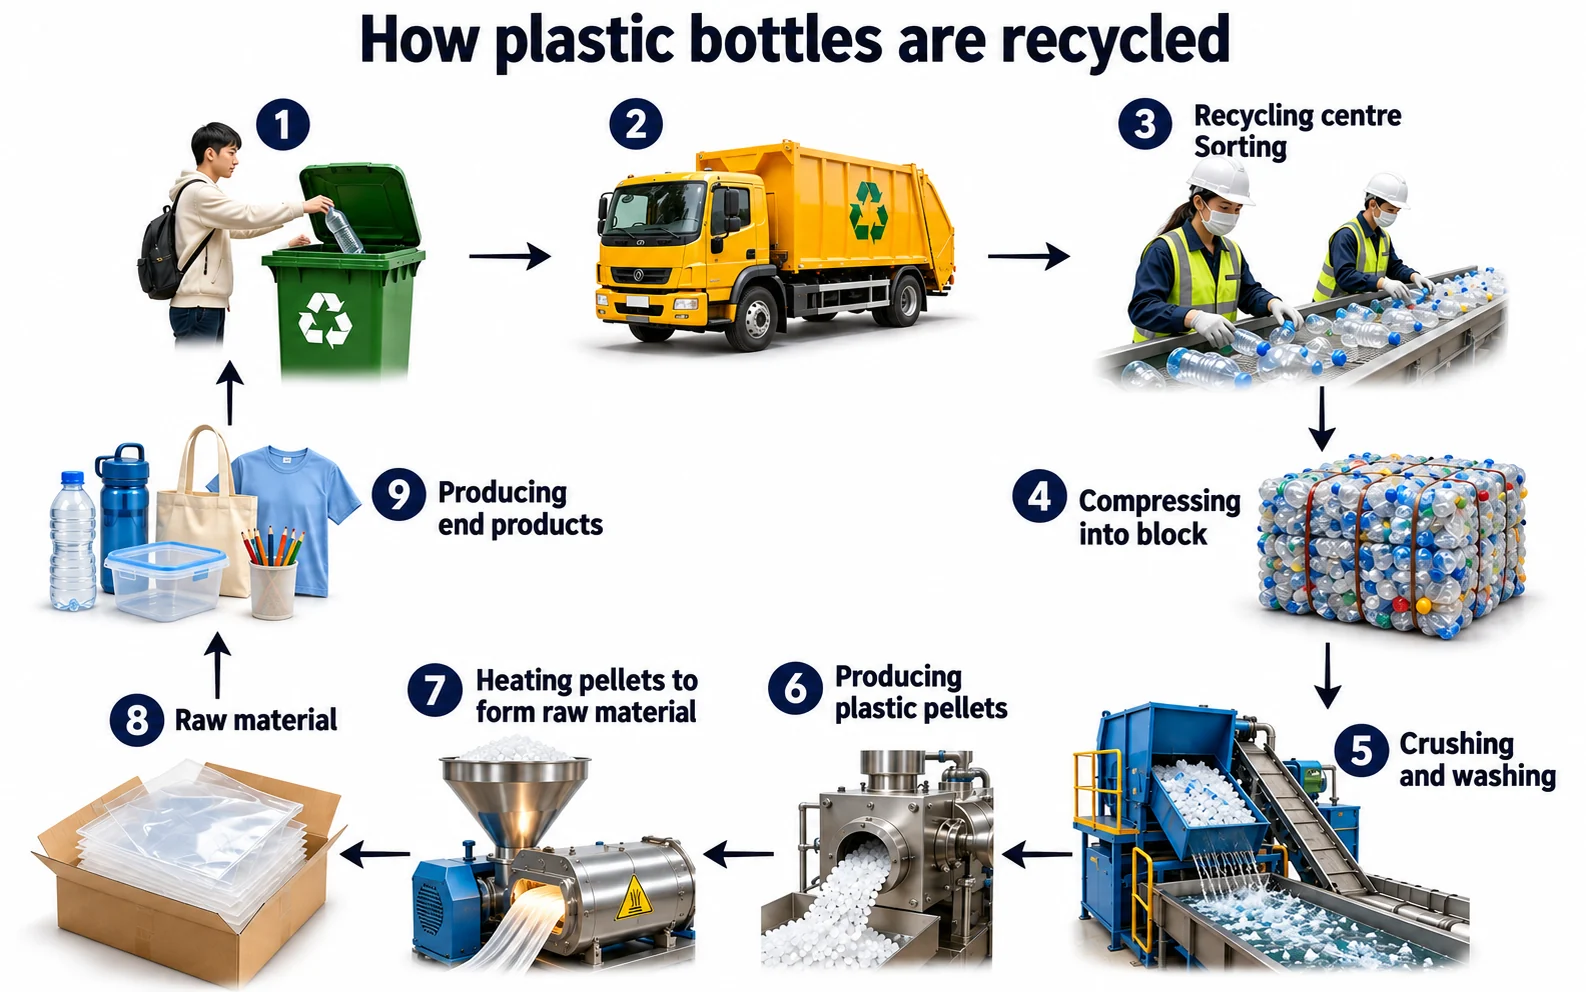 How plastic bottles are recycled
1
2
3
Recycling centre
Sorting
4
Compressing
into block
5
Crushing
and washing
6
Producing
plastic pellets
7
Heating pellets to
form raw material
8
Raw material
9
Producing
end products